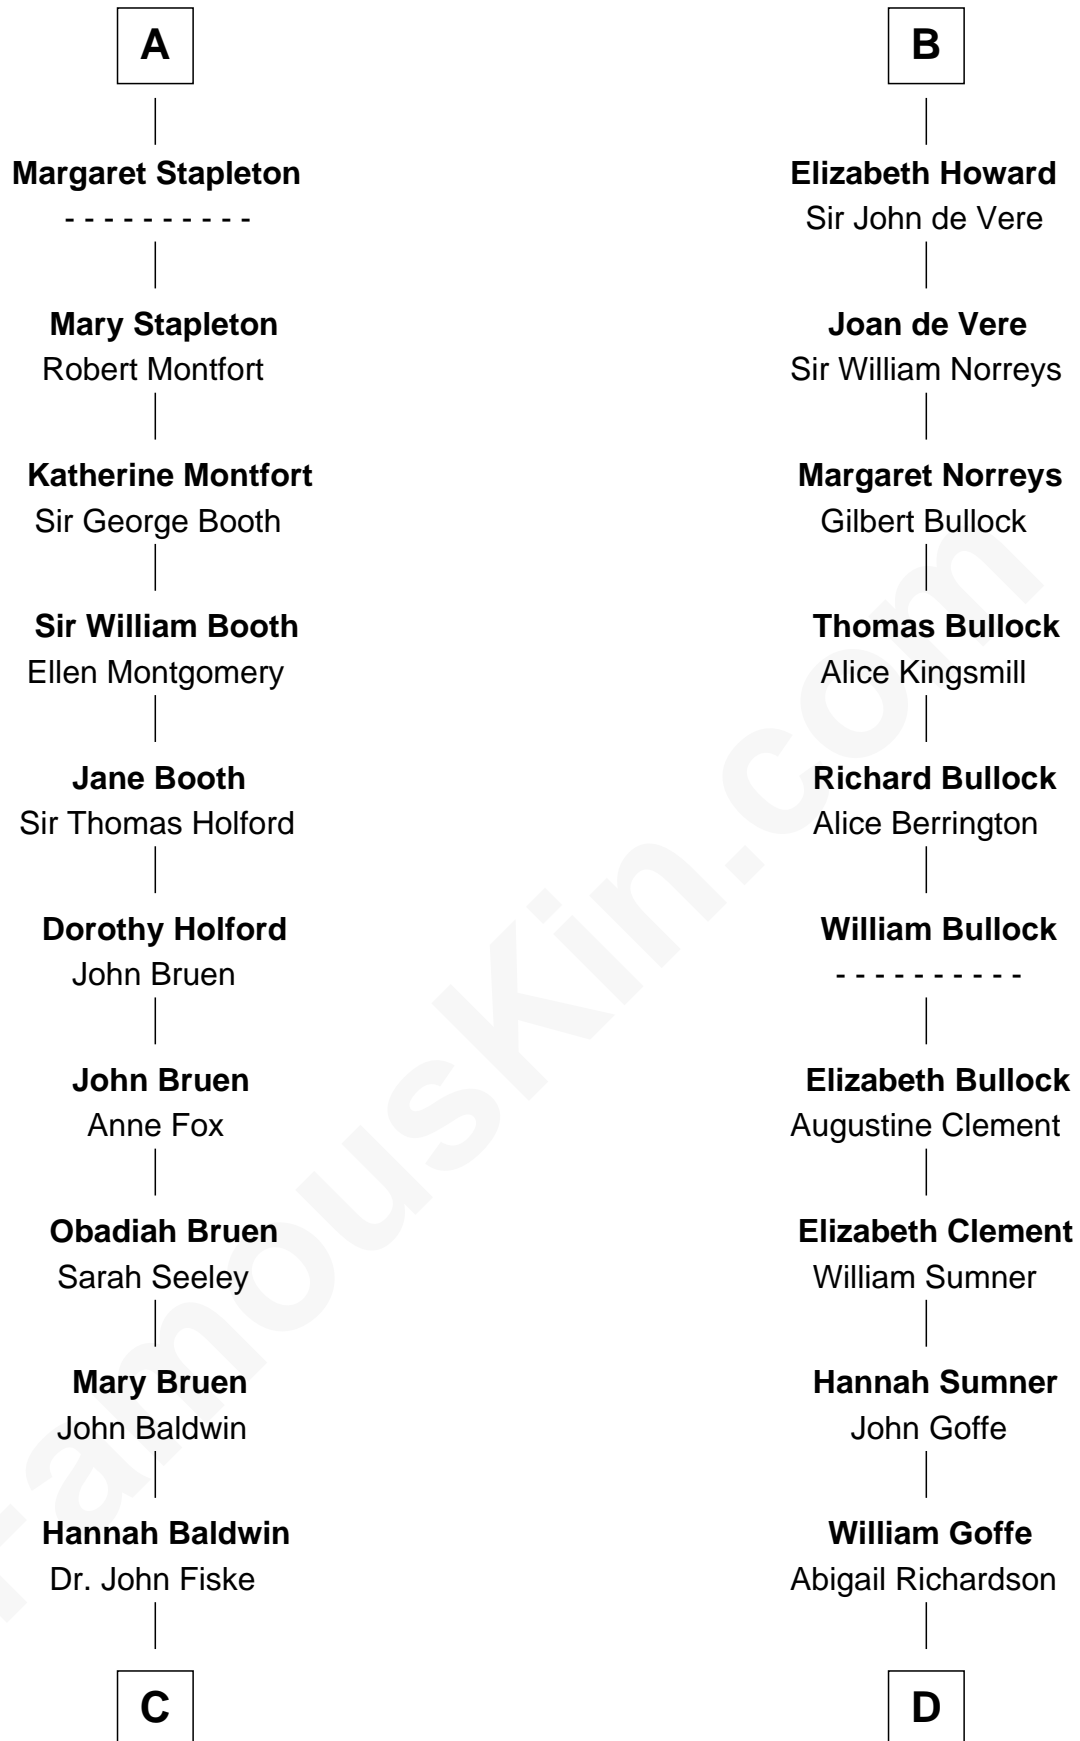 A
Margaret Stapleton
- - - - - - - - - -
Mary Stapleton
Robert Montfort
Katherine Montfort
Sir George Booth
Sir William Booth
Ellen Montgomery
Jane Booth
Sir Thomas Holford
Dorothy Holford
John Bruen
John Bruen
Anne Fox
Obadiah Bruen
Sarah Seeley
Mary Bruen
John Baldwin
Hannah Baldwin
Dr. John Fiske
C
B
Elizabeth Howard
Sir John de Vere
Joan de Vere
Sir William Norreys
Margaret Norreys
Gilbert Bullock
Thomas Bullock
Alice Kingsmill
Richard Bullock
Alice Berrington
William Bullock
- - - - - - - - - -
Elizabeth Bullock
Augustine Clement
Elizabeth Clement
William Sumner
Hannah Sumner
John Goffe
William Goffe
Abigail Richardson
D
FamousKin.com